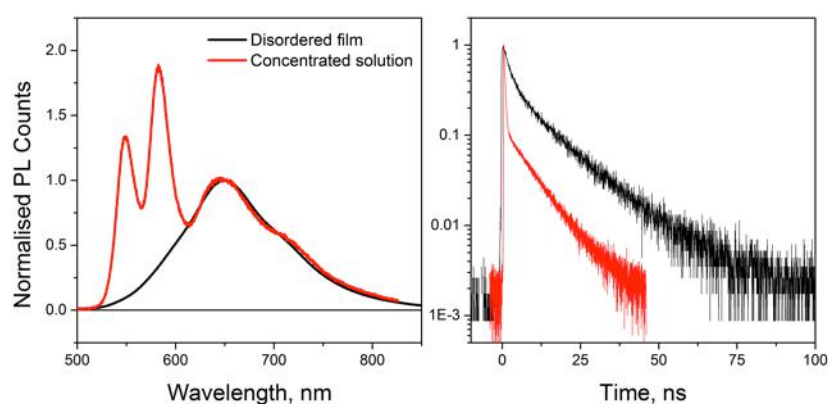 2.0
1.5
1.0
0.5
0.0
Normalised PL Counts
Disordered film
Concentrated solution
500
600
700
800
Wavelength, nm
1
0.1
0.01
1E-3
0
25
50
75
100
Time, ns